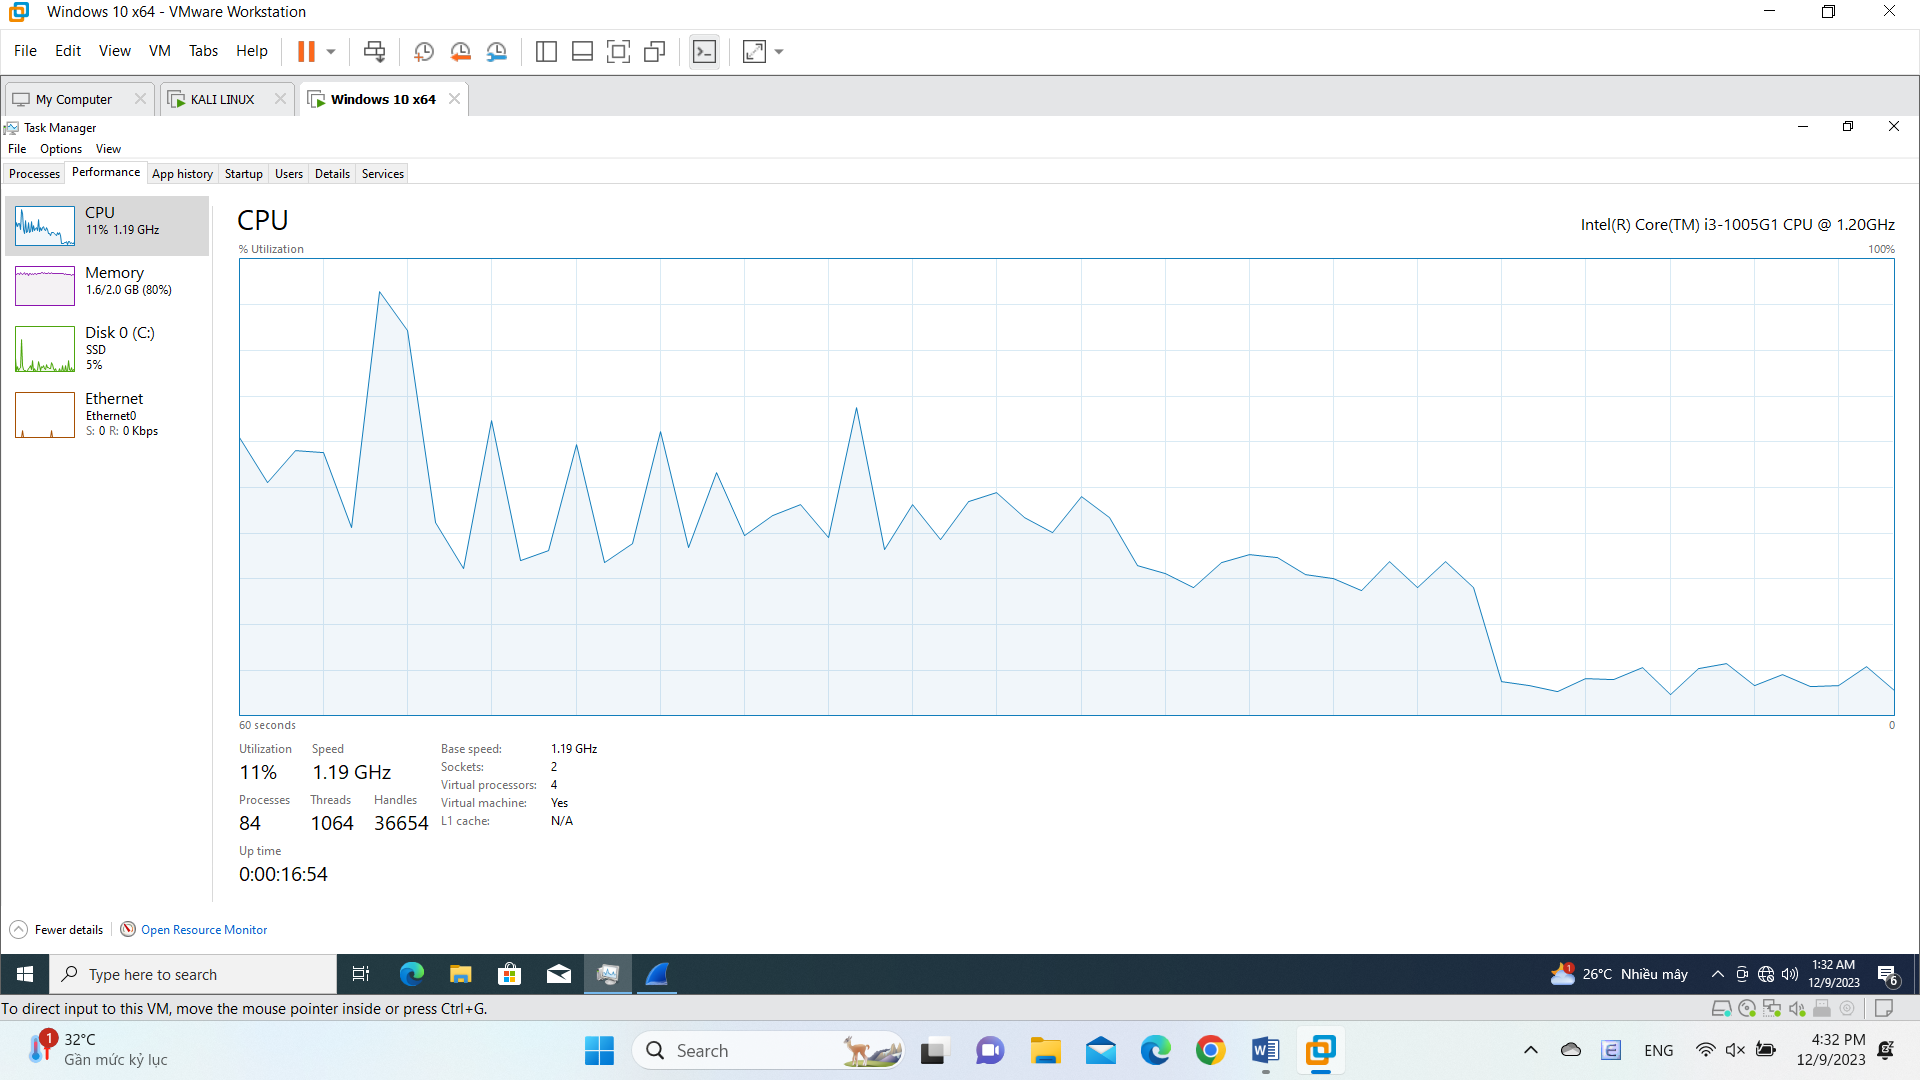 Windows 10 x64 - VMware Workstation
File Edit View VM Tabs Help
My Computer KALI LINUX Windows 10 x64
Task Manager
File Options View
Processes Performance App history Startup Users Details Services
CPU
11% 1.19 GHz
Memory
1.6/2.0 GB (80%)
Disk 0 (C:)
SSD
5%
Ethernet
Ethernet0
S: 0 R: 0 Kbps
CPU
Intel(R) Core(TM) i3-1005G1 CPU @ 1.20GHz
% Utilization 100%
60 seconds 0
Utilization Speed
11% 1.19 GHz
Processes Threads Handles
84 1064 36654
Up time
0:00:16:54
Base speed: 1.19 GHz
Sockets: 2
Virtual processors: 4
Virtual machine: Yes
L1 cache: N/A
Fewer details Open Resource Monitor
Type here to search
1
26°C Nhiều mây
1:32 AM
12/9/2023
6
To direct input to this VM, move the mouse pointer inside or press Ctrl+G.
1
32°C
Gần mức kỷ lục
Search
ENG
4:32 PM
12/9/2023